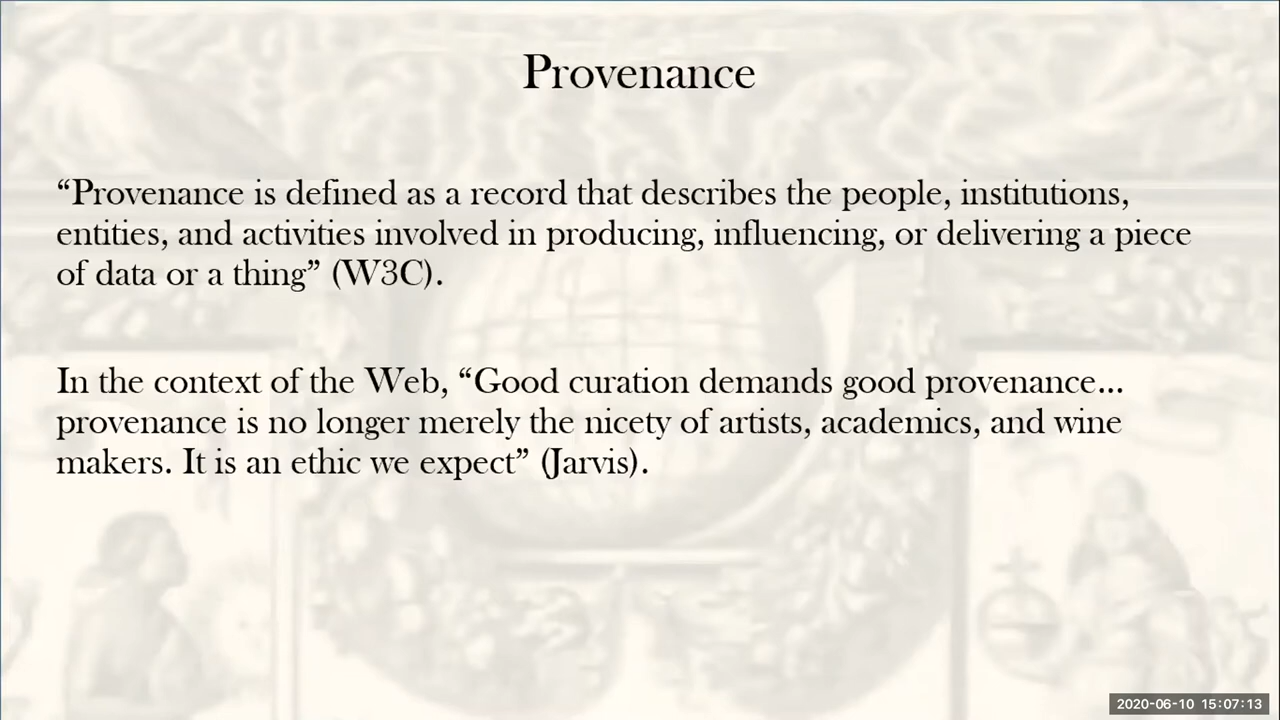 Provenance
“Provenance is defined as a record that describes the people, institutions,
entities, and activities involved in producing, influencing, or delivering a piece
of data or a thing” (W3C).
In the context of the Web, “Good curation demands good provenance...
provenance is no longer merely the nicety of artists, academics, and wine
makers. It is an ethic we expect” (Jarvis).
2020-06-10 15:07:13